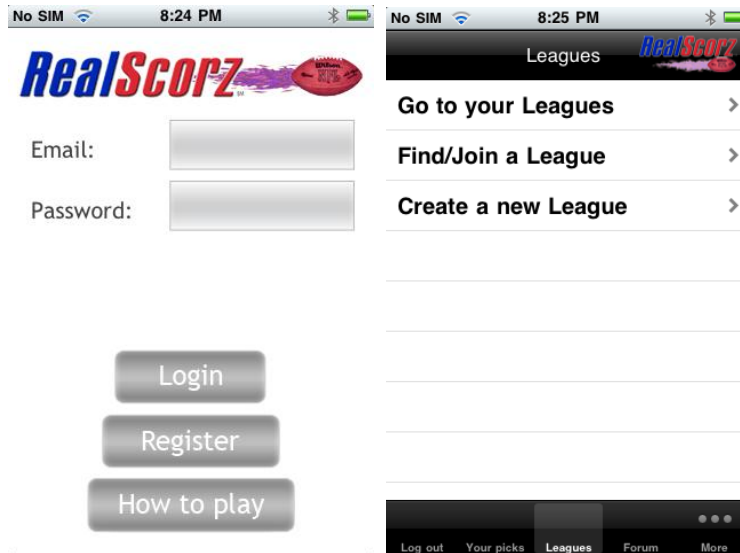 No SIM 8:24 PM
RealScorz
Email:
Password:
Login
Register
How to play
No SIM 8:25 PM
Leagues RealScorz
Go to your Leagues
Find/Join a League
Create a new League
Log out Your picks Leagues Forum More